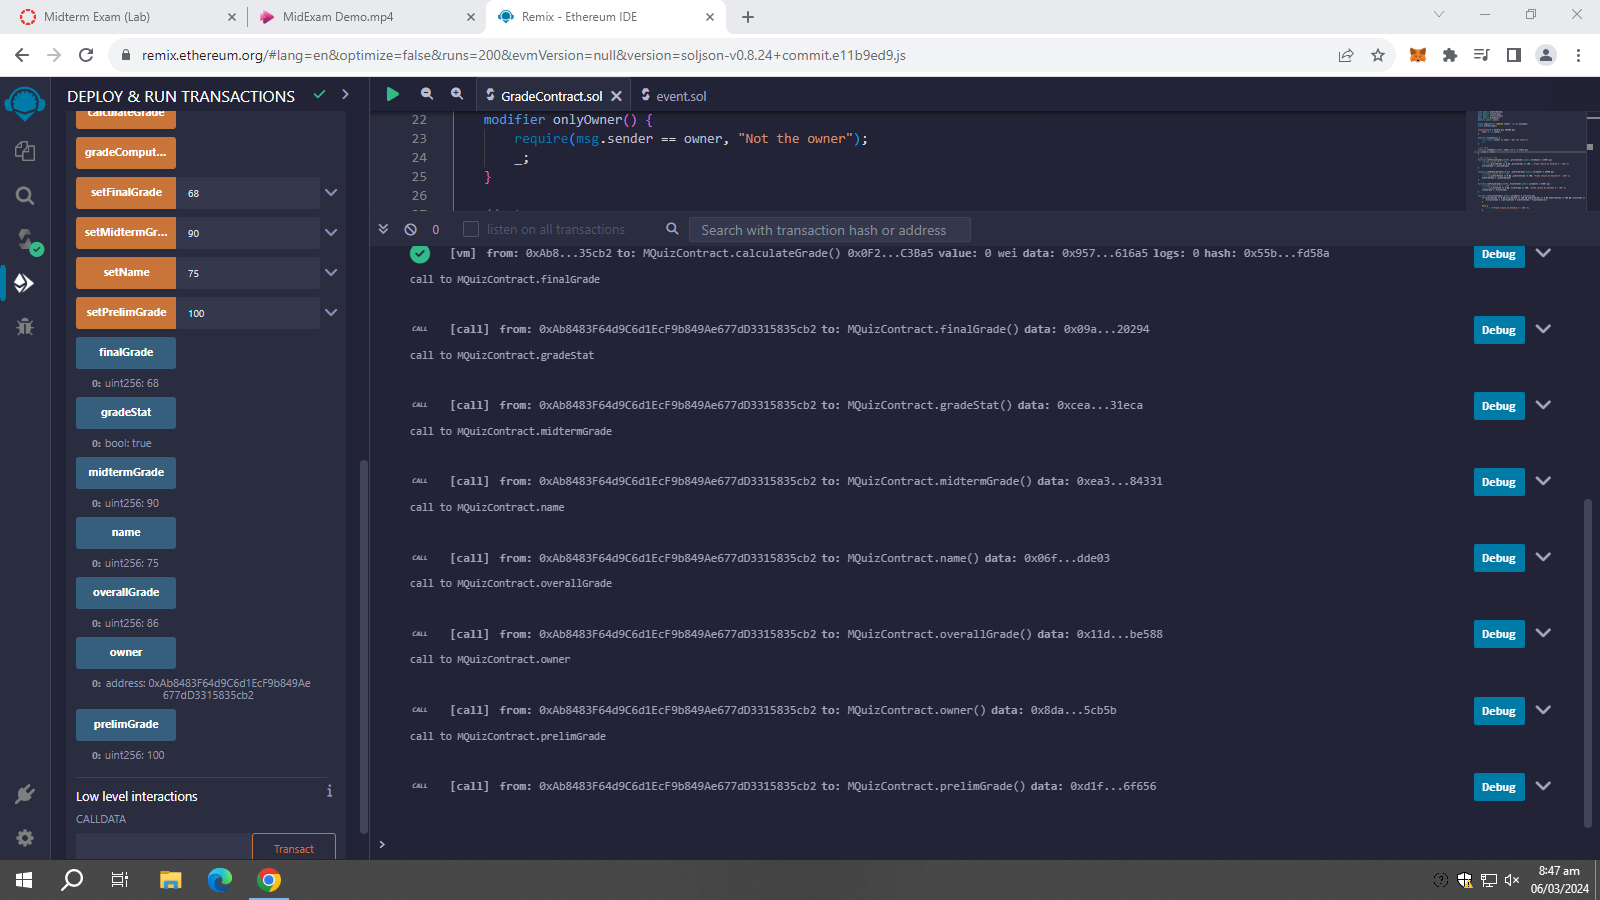 Midterm Exam (Lab)
MidExam Demo.mp4
Remix - Ethereum IDE
remix.ethereum.org/#lang=en&optimize=false&runs=200&evmVersion=null&version=soljson-v0.8.24+commit.e11b9ed9.js
DEPLOY & RUN TRANSACTIONS
calculateGrade
gradeComput...
setFinalGrade 68
setMidtermGr... 90
setName 75
setPrelimGrade 100
finalGrade
0: uint256: 68
gradeStat
0: bool: true
midtermGrade
0: uint256: 90
name
0: uint256: 75
overallGrade
0: uint256: 86
owner
0: address: 0xAb8483F64d9C6d1EcF9b849Ae
677dD3315835cb2
prelimGrade
0: uint256: 100
Low level interactions
i
CALLDATA
Transact
GradeContract.sol
event.sol
22 modifier onlyOwner() {
23 require(msg.sender == owner, "Not the owner");
24 _;
25 }
26
0
listen on all transactions
Search with transaction hash or address
[vm] from: 0xAb8...35cb2 to: MQuizContract.calculateGrade() 0x0F2...C3Ba5 value: 0 wei data: 0x957...616a5 logs: 0 hash: 0x55b...fd58a
Debug
call to MQuizContract.finalGrade
CALL [call] from: 0xAb8483F64d9C6d1EcF9b849Ae677dD3315835cb2 to: MQuizContract.finalGrade() data: 0x09a...20294
Debug
call to MQuizContract.gradeStat
CALL [call] from: 0xAb8483F64d9C6d1EcF9b849Ae677dD3315835cb2 to: MQuizContract.gradeStat() data: 0xcea...31eca
Debug
call to MQuizContract.midtermGrade
CALL [call] from: 0xAb8483F64d9C6d1EcF9b849Ae677dD3315835cb2 to: MQuizContract.midtermGrade() data: 0xea3...84331
Debug
call to MQuizContract.name
CALL [call] from: 0xAb8483F64d9C6d1EcF9b849Ae677dD3315835cb2 to: MQuizContract.name() data: 0x06f...dde03
Debug
call to MQuizContract.overallGrade
CALL [call] from: 0xAb8483F64d9C6d1EcF9b849Ae677dD3315835cb2 to: MQuizContract.overallGrade() data: 0x11d...be588
Debug
call to MQuizContract.owner
CALL [call] from: 0xAb8483F64d9C6d1EcF9b849Ae677dD3315835cb2 to: MQuizContract.owner() data: 0x8da...5cb5b
Debug
call to MQuizContract.prelimGrade
CALL [call] from: 0xAb8483F64d9C6d1EcF9b849Ae677dD3315835cb2 to: MQuizContract.prelimGrade() data: 0xd1f...6f656
Debug
>
8:47 am
06/03/2024